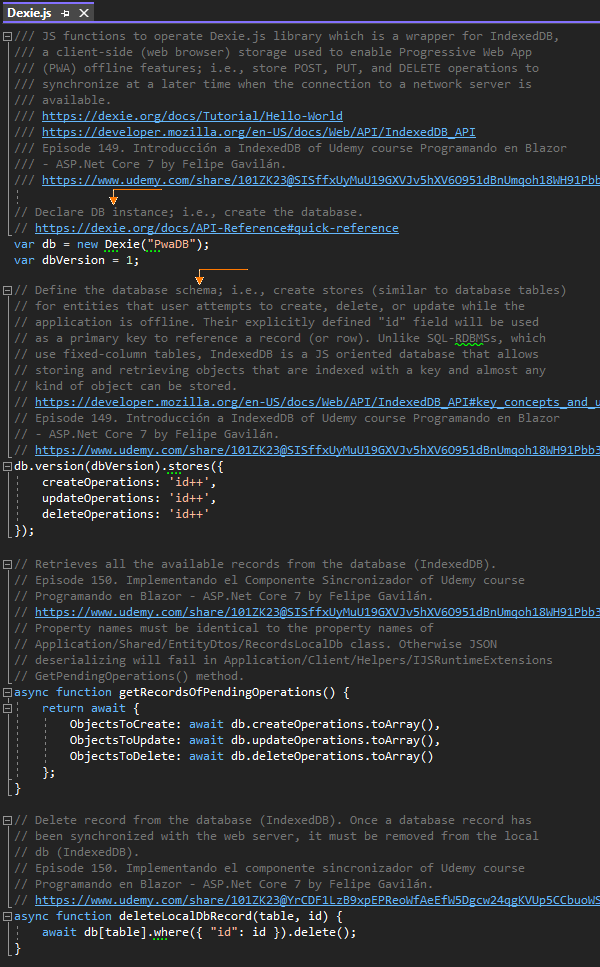 Dexie.js
/// JS functions to operate Dexie.js library which is a wrapper for IndexedDB,
/// a client-side (web browser) storage used to enable Progressive Web App
/// (PWA) offline features; i.e., store POST, PUT, and DELETE operations to
/// synchronize at a later time when the connection to a network server is
/// available.
/// https://dexie.org/docs/Tutorial/Hello-World
/// https://developer.mozilla.org/en-US/docs/Web/API/IndexedDB_API
/// Episode 149. Introducción a IndexedDB of Udemy course Programando en Blazor
/// - ASP.Net Core 7 by Felipe Gavilán.
/// https://www.udemy.com/share/101ZK23@SISffxUyMuU19GXVJv5hXV6O951dBnUmqoh18WH91Pbb
// Declare DB instance; i.e., create the database.
// https://dexie.org/docs/API-Reference#quick-reference
var db = new Dexie("PwaDB");
var dbVersion = 1;
// Define the database schema; i.e., create stores (similar to database tables)
// for entities that user attempts to create, delete, or update while the
// application is offline. Their explicitly defined "id" field will be used
// as a primary key to reference a record (or row). Unlike SQL-RDBMSs, which
// use fixed-column tables, IndexedDB is a JS oriented database that allows
// storing and retrieving objects that are indexed with a key and almost any
// kind of object can be stored.
// https://developer.mozilla.org/en-US/docs/Web/API/IndexedDB_API#key_concepts_and_u
// Episode 149. Introducción a IndexedDB of Udemy course Programando en Blazor
// - ASP.Net Core 7 by Felipe Gavilán.
// https://www.udemy.com/share/101ZK23@SISffxUyMuU19GXVJv5hXV6O951dBnUmqoh18WH91Pbb3
db.version(dbVersion).stores({
    createOperations: 'id++',
    updateOperations: 'id++',
    deleteOperations: 'id++'
});
// Retrieves all the available records from the database (IndexedDB).
// Episode 150. Implementando el Componente Sincronizador of Udemy course
// Programando en Blazor - ASP.Net Core 7 by Felipe Gavilán.
// https://www.udemy.com/share/101ZK23@SISffxUyMuU19GXVJv5hXV6O951dBnUmqoh18WH91Pbb3
// Property names must be identical to the property names of
// Application/Shared/EntityDtos/RecordsLocalDb class. Otherwise JSON
// deserializing will fail in Application/Client/Helpers/IJSRuntimeExtensions
// GetPendingOperations() method.
async function getRecordsOfPendingOperations() {
    return await {
        ObjectsToCreate: await db.createOperations.toArray(),
        ObjectsToUpdate: await db.updateOperations.toArray(),
        ObjectsToDelete: await db.deleteOperations.toArray()
    };
}
// Delete record from the database (IndexedDB). Once a database record has
// been synchronized with the web server, it must be removed from the local
// db (IndexedDB).
// Episode 150. Implementando el componente sincronizador of Udemy course
// Programando en Blazor - ASP.Net Core 7 by Felipe Gavilán.
// https://www.udemy.com/share/101ZK23@YrCDF1LzB9xpEPReoWfAeEfW5Dgcw24qgKVUp5CCbuoWS
async function deleteLocalDbRecord(table, id) {
    await db[table].where({ "id": id }).delete();
}